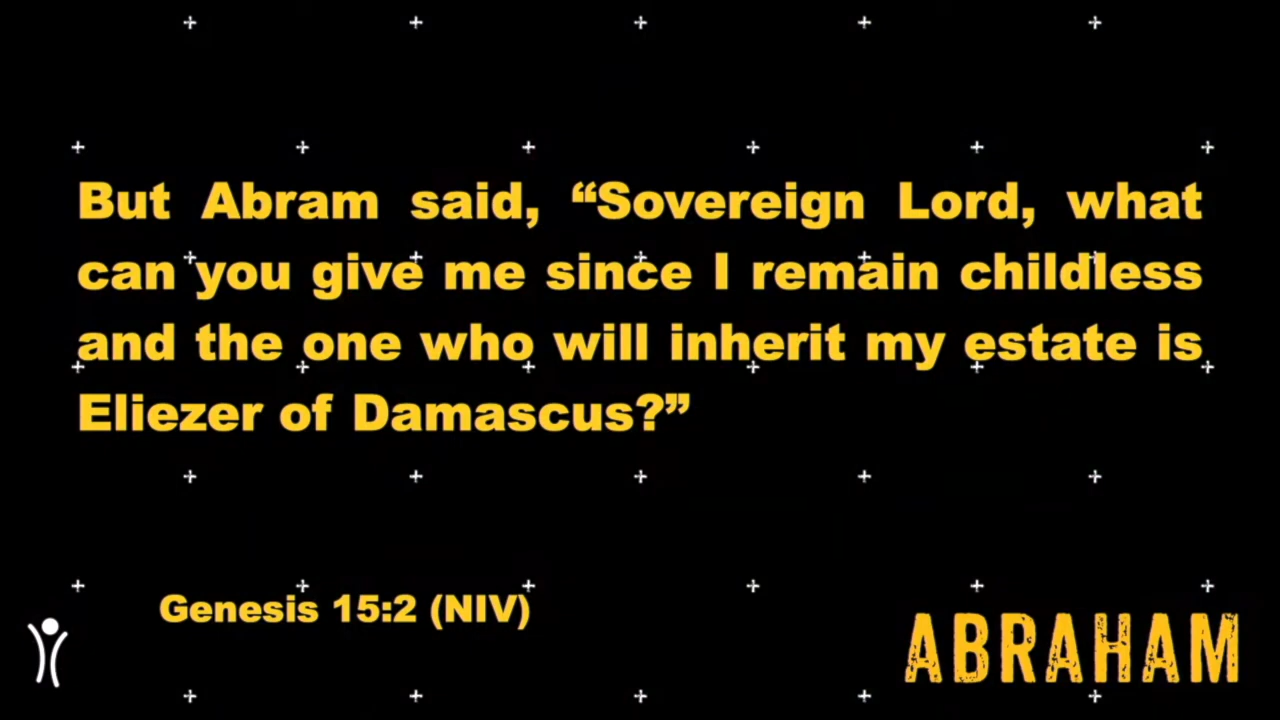 But Abram said, “Sovereign Lord, what
can you give me since I remain childless
and the one who will inherit my estate is
Eliezer of Damascus?”
Genesis 15:2 (NIV)
ABRAHAM